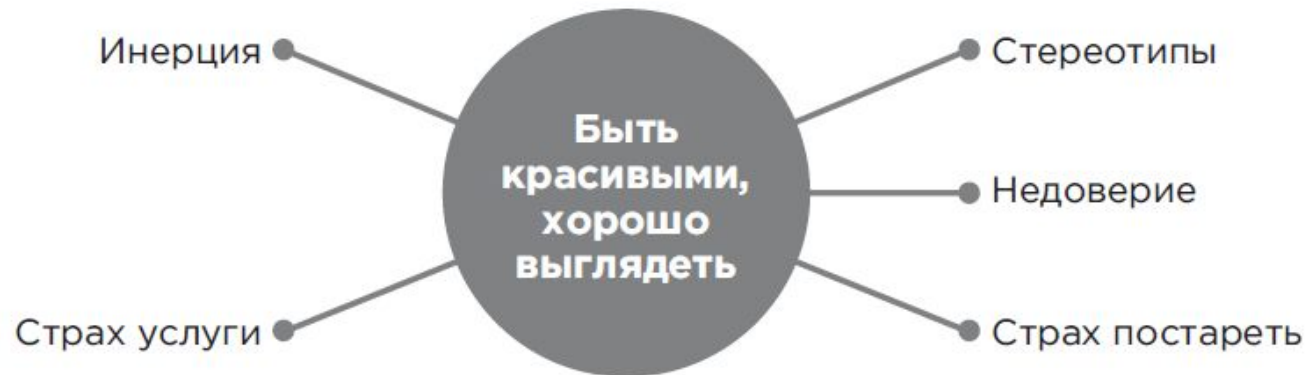 Инерция
Страх услуги
Быть
красивыми,
хорошо
выглядеть
Стереотипы
Недоверие
Страх постареть